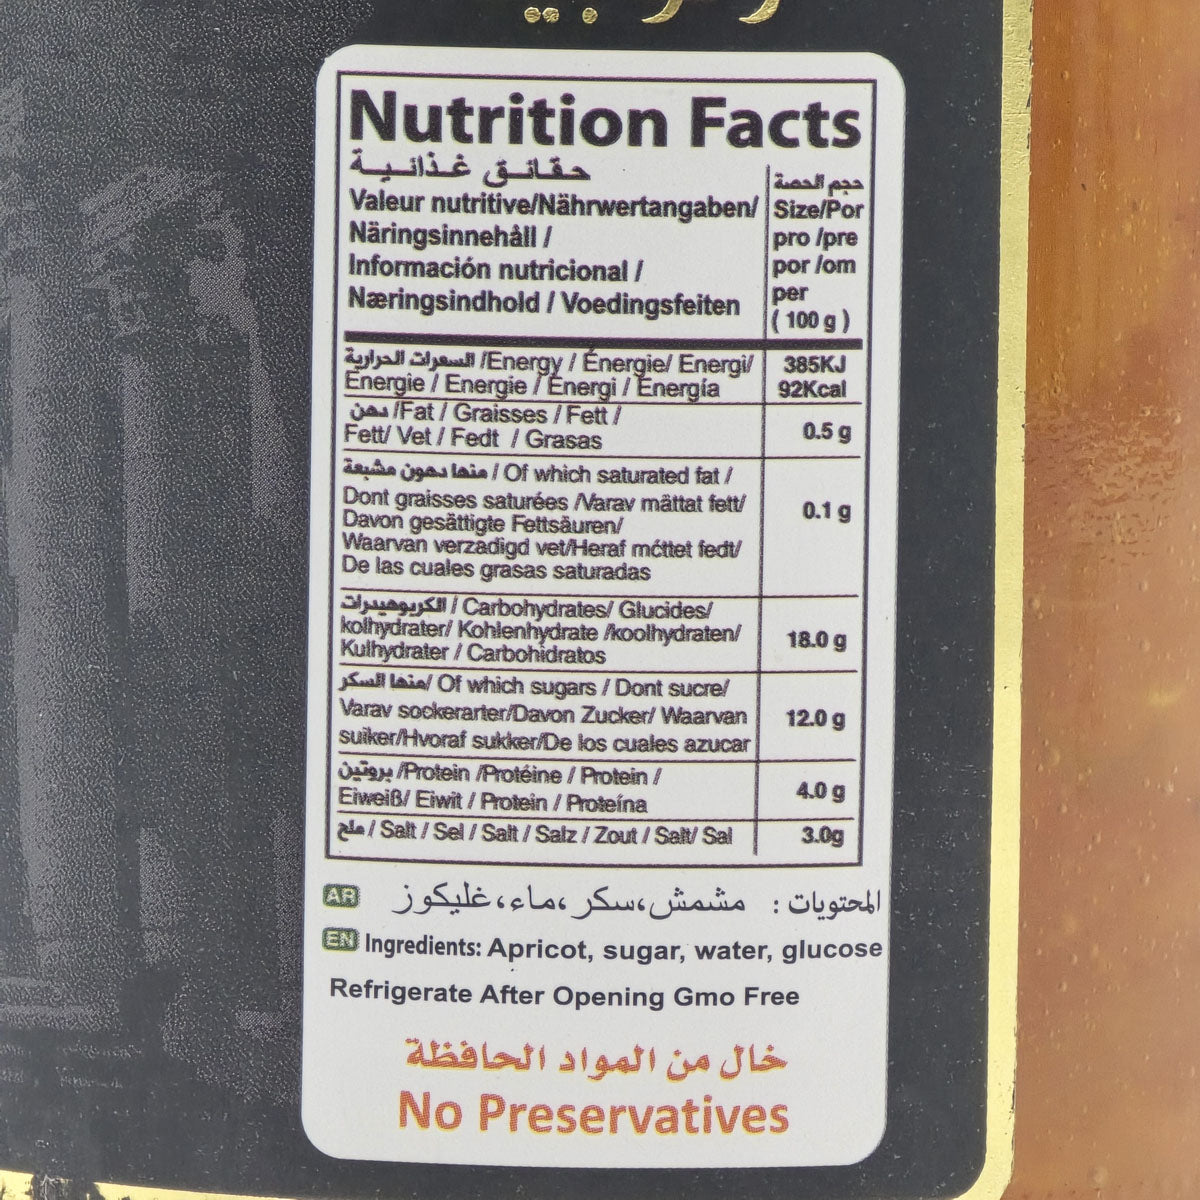 Nutrition Facts
حقائق غذائية
Valeur nutritive/Nährwertangaben/
Näringsinnehåll /
Información nutricional /
Næringsindhold / Voedingsfeiten
حجم الحصة
Size/Por
pro /pre
por /om
per
( 100 g )
السعرات الحرارية /Energy / Énergie/ Energi/
Energie / Energie / Energi / Energía
385KJ
92Kcal
دهن /Fat / Graisses / Fett /
Fett/ Vet / Fedt / Grasas
0.5 g
منها دهون مشبعة / Of which saturated fat /
Dont graisses saturées /Varav mättat fett/
Davon gesättigte Fettsäuren/
Waarvan verzadigd vet/Heraf mćttet fedt/
De las cuales grasas saturadas
0.1 g
الكربوهيدرات / Carbohydrates/ Glucides/
kolhydrater/ Kohlenhydrate /koolhydraten/
Kulhydrater / Carbohidratos
18.0 g
منها السكر/ Of which sugars / Dont sucre/
Varav sockerarter/Davon Zucker/ Waarvan
suiker/Hvoraf sukker/De los cuales azucar
12.0 g
بروتين /Protein /Protéine / Protein /
Eiweiß/ Eiwit / Protein / Proteína
4.0 g
ملح / Salt / Sel / Salt / Salz / Zout / Salt/ Sal
3.0g
AR المحتويات : مشمش،سكر ،ماء، غليكوز
EN Ingredients: Apricot, sugar, water, glucose
Refrigerate After Opening Gmo Free
خال من المواد الحافظة
No Preservatives